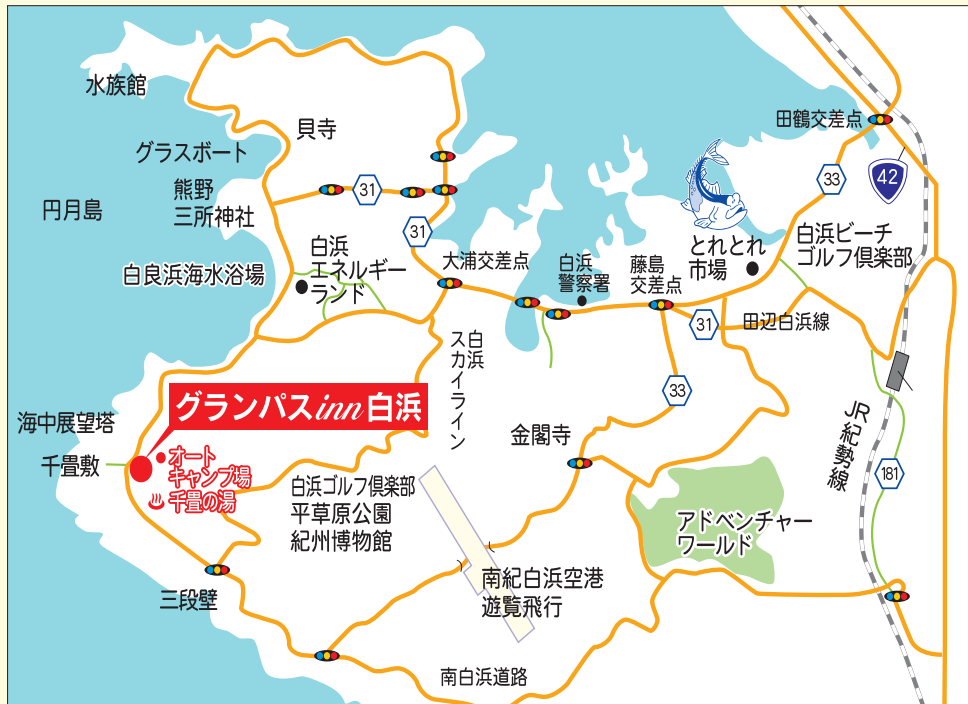 水族館
貝寺
グラスボート
熊野
三所神社
円月島
白良浜海水浴場
白浜
エネルギー
ランド
31
31
大浦交差点
白浜
警察署
藤島
交差点
とれとれ
市場
田鶴交差点
33
42
白浜ビーチ
ゴルフ倶楽部
31
田辺白浜線
33
白浜
スカイライン
グランパスinn白浜
海中展望塔
千畳敷
オート
キャンプ場
千畳の湯
金閣寺
JR紀勢線
181
白浜ゴルフ倶楽部
平草原公園
紀州博物館
アドベンチャー
ワールド
南紀白浜空港
遊覧飛行
三段壁
南白浜道路